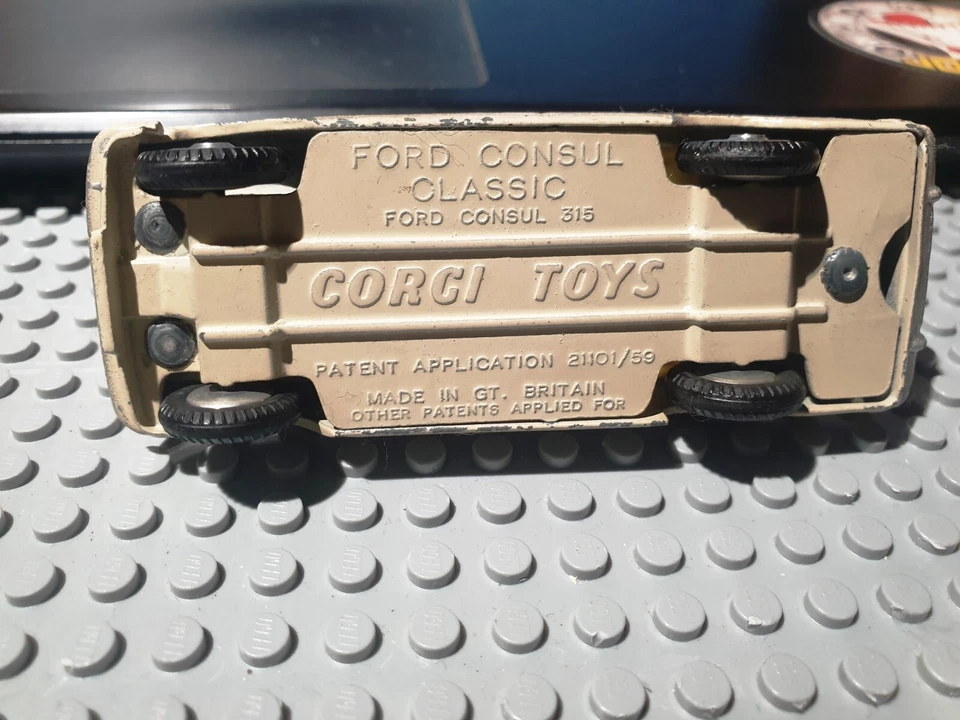 FORD CONSUL
CLASSIC
FORD CONSUL 315
CORGI TOYS
PATENT APPLICATION 21101/59
MADE IN GT. BRITAIN
OTHER PATENTS APPLIED FOR